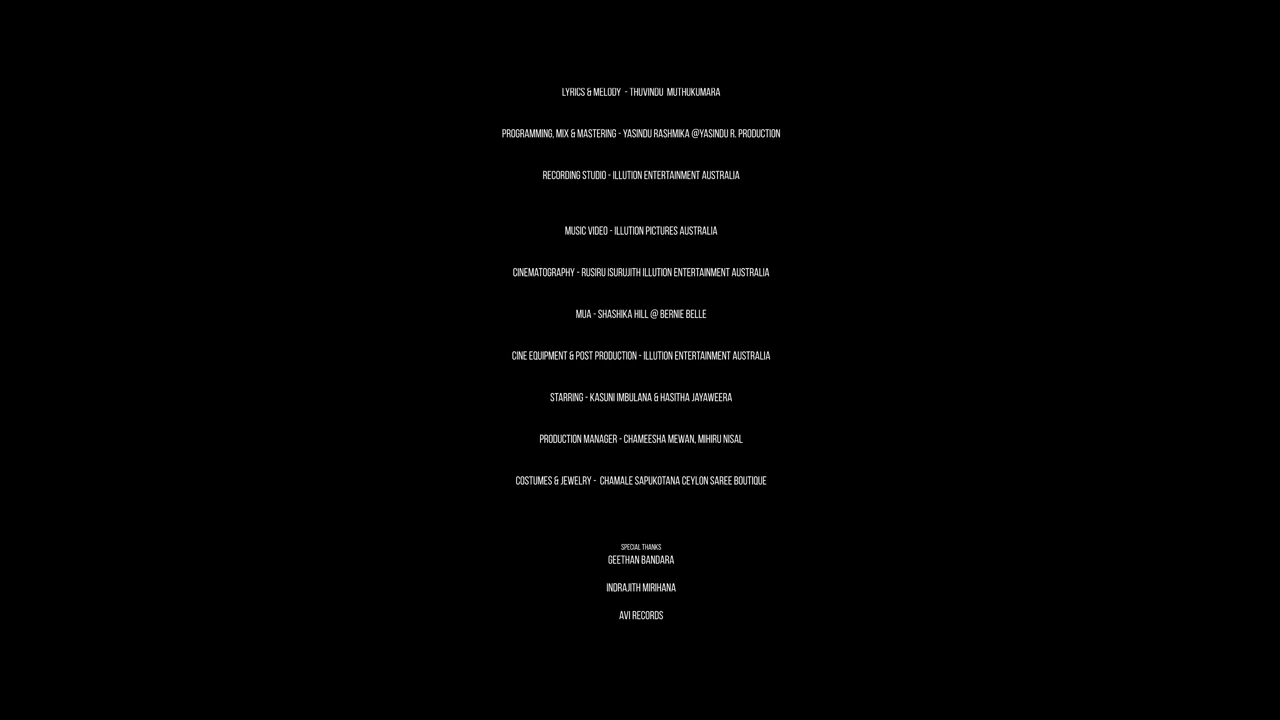 LYRICS & MELODY - THUVINDU MUTHUKUMARA
PROGRAMMING, MIX & MASTERING - YASINDU RASHMIKA @YASINDU R. PRODUCTION
RECORDING STUDIO - ILLUTION ENTERTAINMENT AUSTRALIA
MUSIC VIDEO - ILLUTION PICTURES AUSTRALIA
CINEMATOGRAPHY - RUSIRU ISURUJITH ILLUTION ENTERTAINMENT AUSTRALIA
MUA - SHASHIKA HILL @ BERNIE BELLE
CINE EQUIPMENT & POST PRODUCTION - ILLUTION ENTERTAINMENT AUSTRALIA
STARRING - KASUNI IMBULANA & HASITHA JAYAWEERA
PRODUCTION MANAGER - CHAMEESHA MEWAN, MIHIRU NISAL
COSTUMES & JEWELRY - CHAMALE SAPUKOTANA CEYLON SAREE BOUTIQUE
SPECIAL THANKS
GEETHAN BANDARA
INDRAJITH MIRIHANA
AVI RECORDS